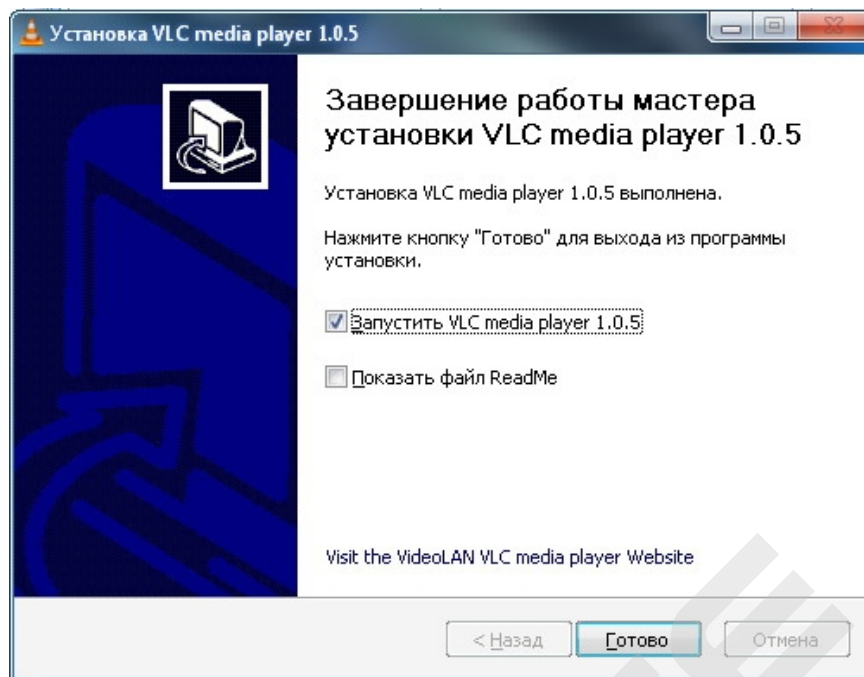 Установка VLC media player 1.0.5
Завершение работы мастера
установки VLC media player 1.0.5
Установка VLC media player 1.0.5 выполнена.
Нажмите кнопку "Готово" для выхода из программы
установки.
Запустить VLC media player 1.0.5
Показать файл ReadMe
Visit the VideoLAN VLC media player Website
< Назад
Готово
Отмена